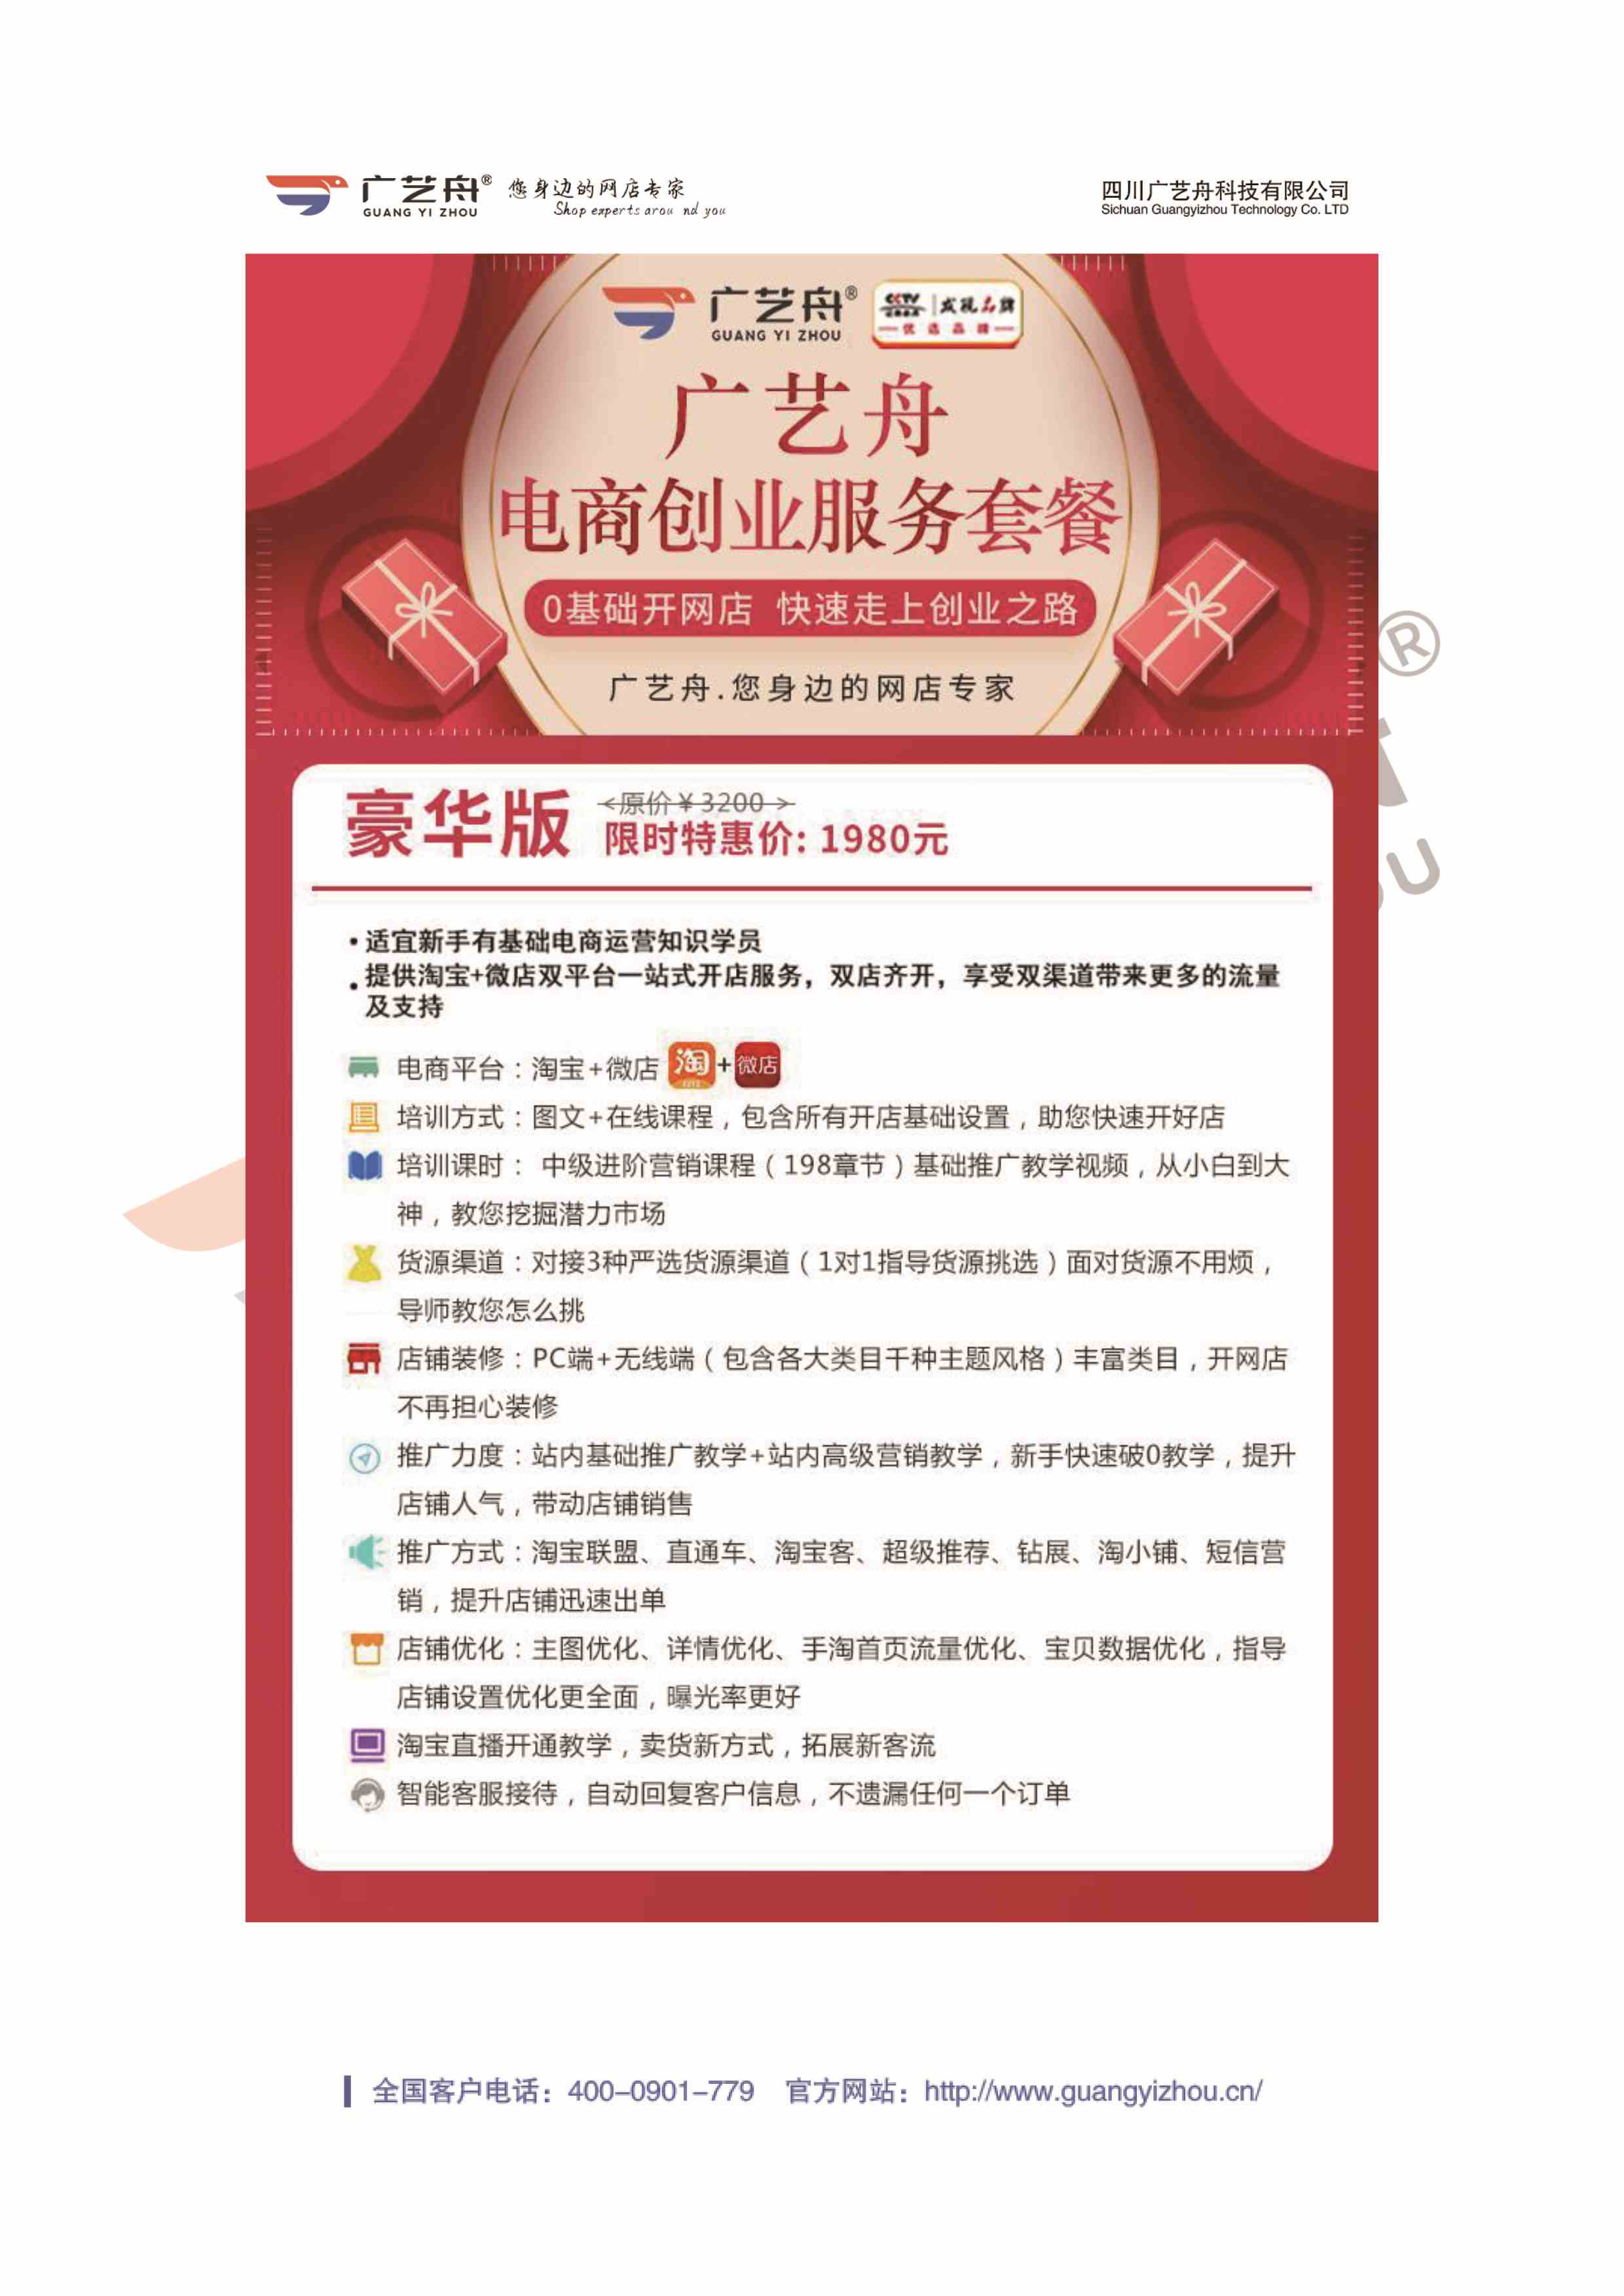 广艺舟®
GUANG YI ZHOU
您身边的网店专家
Shop experts arou nd you
四川广艺舟科技有限公司
Sichuan Guangyizhou Technology Co. LTD
广艺舟®
GUANG YI ZHOU
CCTV
优选品牌
广艺舟
电商创业服务套餐
0基础开网店 快速走上创业之路
广艺舟.您身边的网店专家
豪华版
<原价¥3200>
限时特惠价: 1980元
•适宜新手有基础电商运营知识学员
•提供淘宝+微店双平台一站式开店服务，双店齐开，享受双渠道带来更多的流量
及支持
电商平台：淘宝+微店 淘+微店
培训方式：图文+在线课程，包含所有开店基础设置，助您快速开好店
培训课时： 中级进阶营销课程（198章节）基础推广教学视频，从小白到大
神，教您挖掘潜力市场
货源渠道：对接3种严选货源渠道（1对1指导货源挑选）面对货源不用烦，
导师教您怎么挑
店铺装修：PC端+无线端（包含各大类目千种主题风格）丰富类目，开网店
不再担心装修
推广力度：站内基础推广教学+站内高级营销教学，新手快速破0教学，提升
店铺人气，带动店铺销售
推广方式：淘宝联盟、直通车、淘宝客、超级推荐、钻展、淘小铺、短信营
销，提升店铺迅速出单
店铺优化：主图优化、详情优化、手淘首页流量优化、宝贝数据优化，指导
店铺设置优化更全面，曝光率更好
淘宝直播开通教学，卖货新方式，拓展新客流
智能客服接待，自动回复客户信息，不遗漏任何一个订单
®
U
全国客户电话：400-0901-779 官方网站：http://www.guangyizhou.cn/